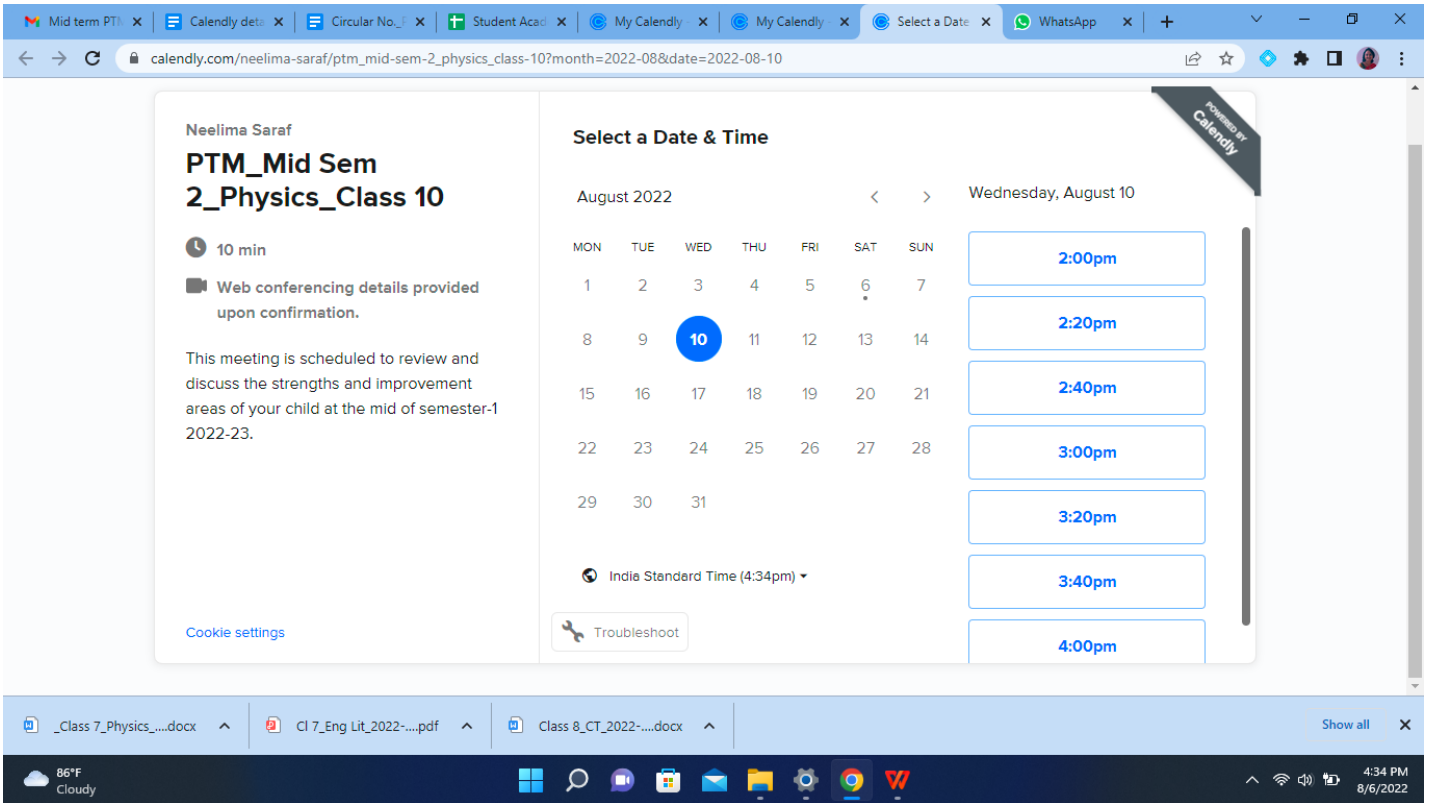 Mid term PTM
Calendly deta
Circular No._
Student Acad
My Calendly -
My Calendly -
Select a Date
WhatsApp
calendly.com/neelima-saraf/ptm_mid-sem-2_physics_class-10?month=2022-08&date=2022-08-10
POWERED BY
Calendly
Neelima Saraf
PTM_Mid Sem
2_Physics_Class 10
10 min
Web conferencing details provided
upon confirmation.
This meeting is scheduled to review and
discuss the strengths and improvement
areas of your child at the mid of semester-1
2022-23.
Cookie settings
Select a Date & Time
August 2022
MON TUE WED THU FRI SAT SUN
1 2 3 4 5 6 7
8 9 10 11 12 13 14
15 16 17 18 19 20 21
22 23 24 25 26 27 28
29 30 31
India Standard Time (4:34pm)
Troubleshoot
Wednesday, August 10
2:00pm
2:20pm
2:40pm
3:00pm
3:20pm
3:40pm
4:00pm
_Class 7_Physics_....docx
Cl 7_Eng Lit_2022-....pdf
Class 8_CT_2022-....docx
Show all
86°F
Cloudy
4:34 PM
8/6/2022